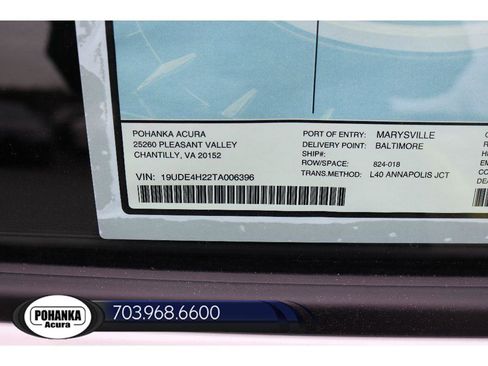 POHANKA ACURA
25260 PLEASANT VALLEY
CHANTILLY, VA 20152
VIN: 19UDE4H22TA006396
PORT OF ENTRY: MARYSVILLE
DELIVERY POINT: BALTIMORE
SHIP#:
ROW/SPACE: 824-018
TRANS.METHOD: L40 ANNAPOLIS JCT
POHANKA
Acura
703.968.6600